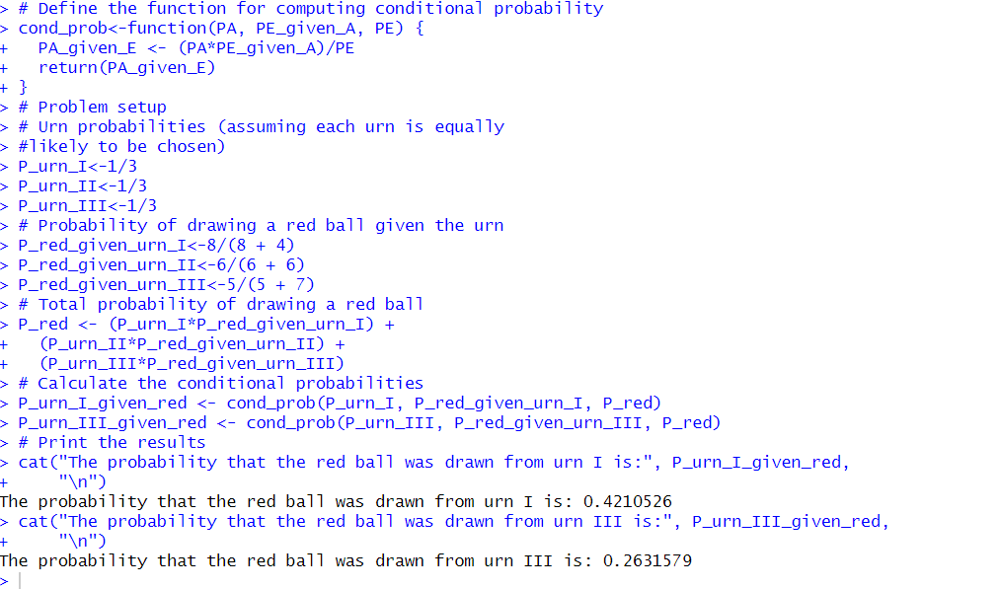 > # Define the function for computing conditional probability
> cond_prob<-function(PA, PE_given_A, PE) {
+   PA_given_E <- (PA*PE_given_A)/PE
+   return(PA_given_E)
+ }
> # Problem setup
> # Urn probabilities (assuming each urn is equally
> #likely to be chosen)
> P_urn_I<-1/3
> P_urn_II<-1/3
> P_urn_III<-1/3
> # Probability of drawing a red ball given the urn
> P_red_given_urn_I<-8/(8 + 4)
> P_red_given_urn_II<-6/(6 + 6)
> P_red_given_urn_III<-5/(5 + 7)
> # Total probability of drawing a red ball
> P_red <- (P_urn_I*P_red_given_urn_I) +
+   (P_urn_II*P_red_given_urn_II) +
+   (P_urn_III*P_red_given_urn_III)
> # Calculate the conditional probabilities
> P_urn_I_given_red <- cond_prob(P_urn_I, P_red_given_urn_I, P_red)
> P_urn_III_given_red <- cond_prob(P_urn_III, P_red_given_urn_III, P_red)
> # Print the results
> cat("The probability that the red ball was drawn from urn I is:", P_urn_I_given_red,
+     "\n")
The probability that the red ball was drawn from urn I is: 0.4210526
> cat("The probability that the red ball was drawn from urn III is:", P_urn_III_given_red,
+     "\n")
The probability that the red ball was drawn from urn III is: 0.2631579
>